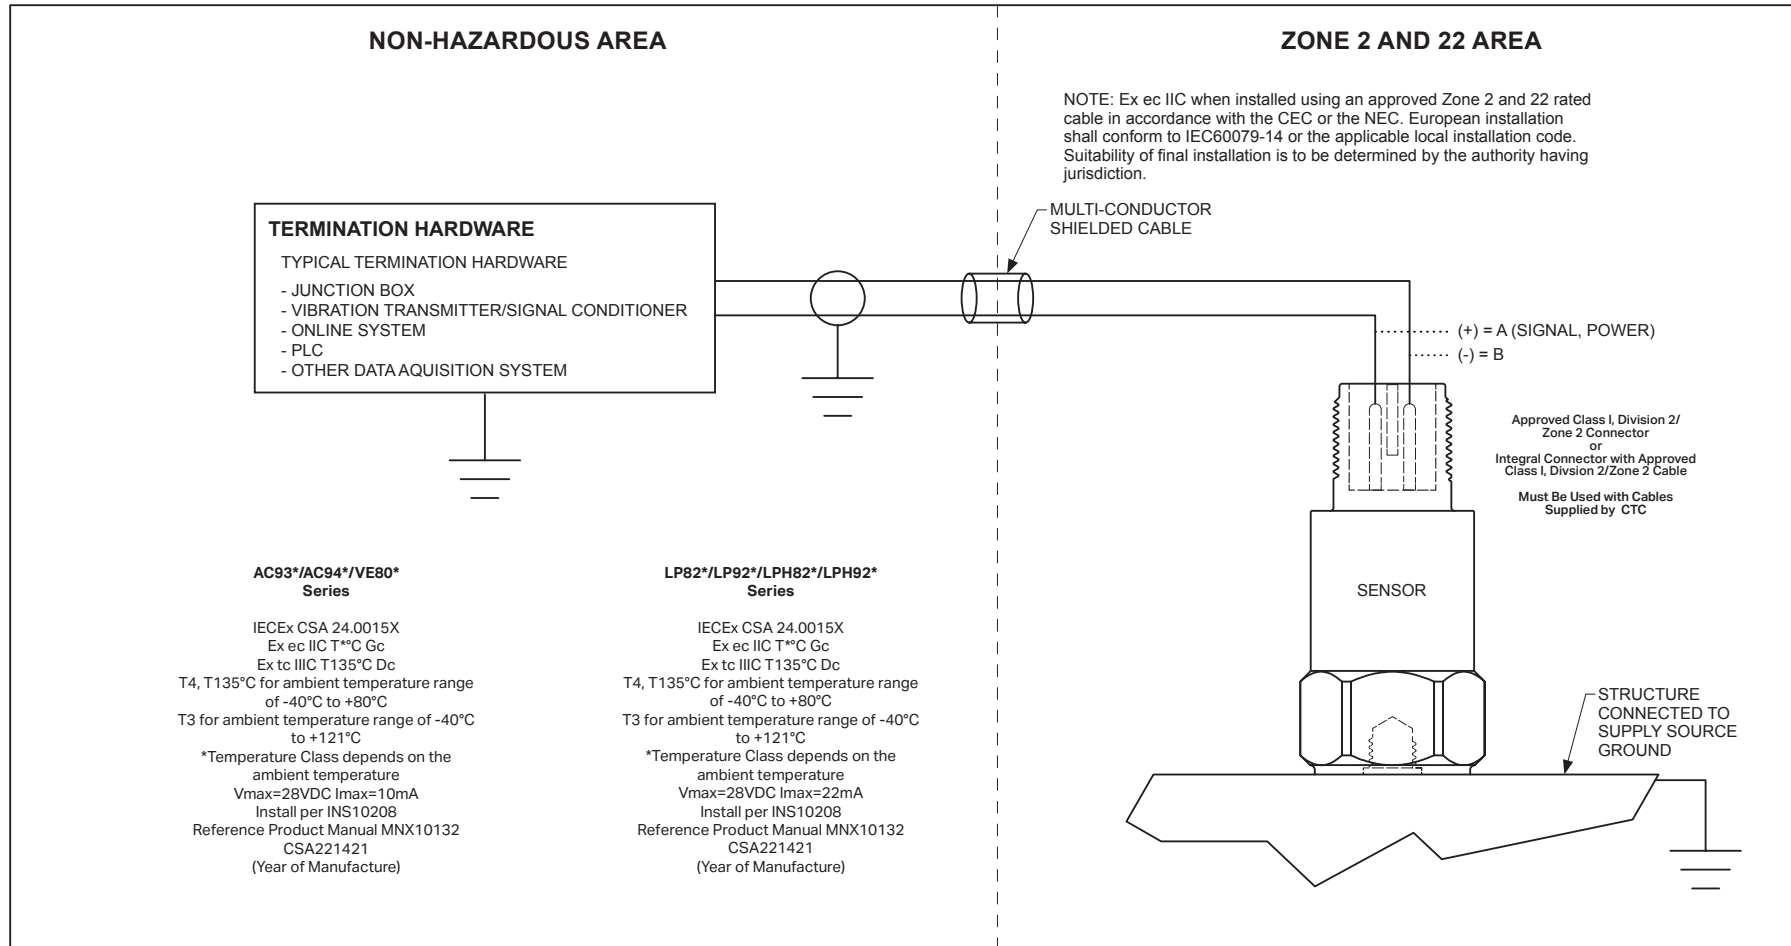 NON-HAZARDOUS AREA
ZONE 2 AND 22 AREA
NOTE: Ex ec IIC when installed using an approved Zone 2 and 22 rated
cable in accordance with the CEC or the NEC. European installation
shall conform to IEC60079-14 or the applicable local installation code.
Suitability of final installation is to be determined by the authority having
jurisdiction.
MULTI-CONDUCTOR
SHIELDED CABLE
TERMINATION HARDWARE
TYPICAL TERMINATION HARDWARE
- JUNCTION BOX
- VIBRATION TRANSMITTER/SIGNAL CONDITIONER
- ONLINE SYSTEM
- PLC
- OTHER DATA AQUISITION SYSTEM
(+) = A (SIGNAL, POWER)
(-) = B
Approved Class I, Division 2/
Zone 2 Connector
or
Integral Connector with Approved
Class I, Divsion 2/Zone 2 Cable
Must Be Used with Cables
Supplied by CTC
SENSOR
STRUCTURE
CONNECTED TO
SUPPLY SOURCE
GROUND
AC93*/AC94*/VE80*
Series
IECEx CSA 24.0015X
Ex ec IIC T*°C Gc
Ex tc IIIC T135°C Dc
T4, T135°C for ambient temperature range
of -40°C to +80°C
T3 for ambient temperature range of -40°C
to +121°C
*Temperature Class depends on the
ambient temperature
Vmax=28VDC Imax=10mA
Install per INS10208
Reference Product Manual MNX10132
CSA221421
(Year of Manufacture)
LP82*/LP92*/LPH82*/LPH92*
Series
IECEx CSA 24.0015X
Ex ec IIC T*°C Gc
Ex tc IIIC T135°C Dc
T4, T135°C for ambient temperature range
of -40°C to +80°C
T3 for ambient temperature range of -40°C
to +121°C
*Temperature Class depends on the
ambient temperature
Vmax=28VDC Imax=22mA
Install per INS10208
Reference Product Manual MNX10132
CSA221421
(Year of Manufacture)